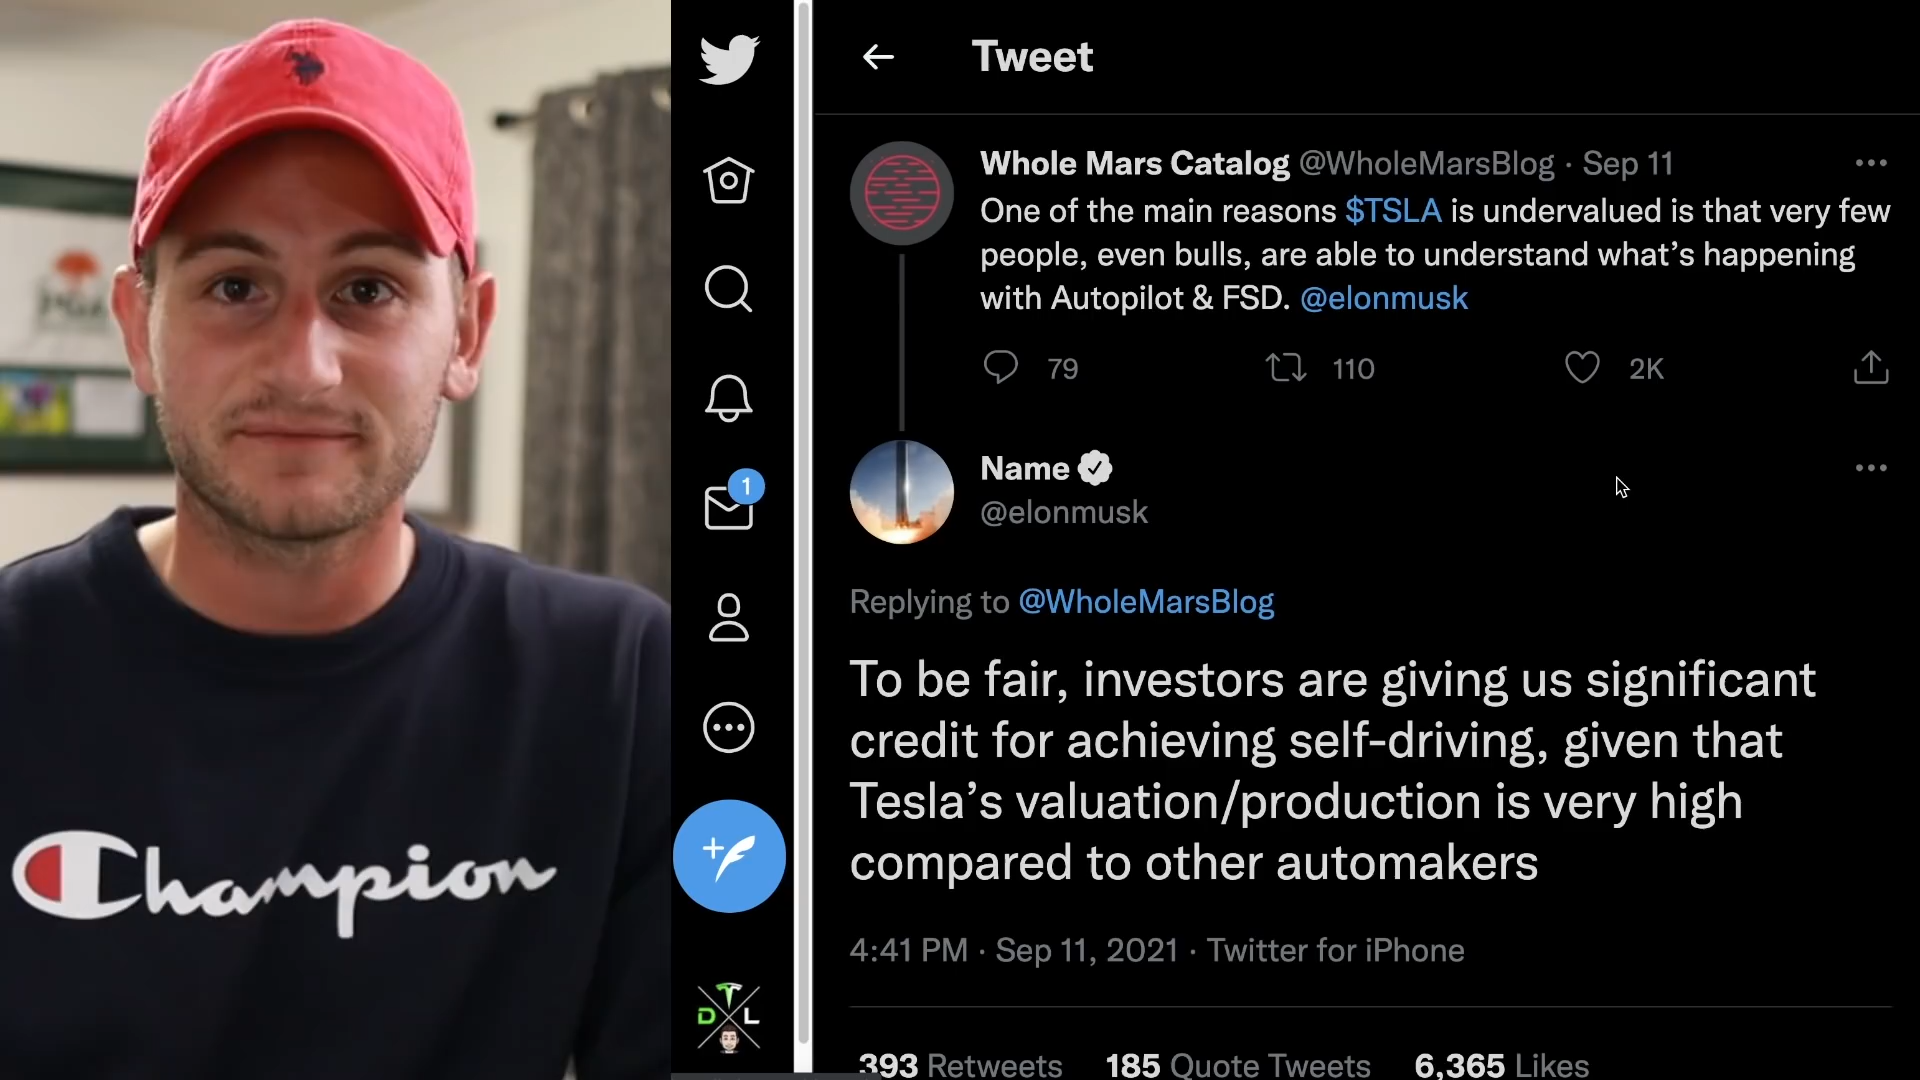 Tweet
Whole Mars Catalog @WholeMarsBlog · Sep 11
One of the main reasons $TSLA is undervalued is that very few
people, even bulls, are able to understand what’s happening
with Autopilot & FSD. @elonmusk
79 110 2K
Name
@elonmusk
Replying to @WholeMarsBlog
To be fair, investors are giving us significant
credit for achieving self-driving, given that
Tesla’s valuation/production is very high
compared to other automakers
4:41 PM · Sep 11, 2021 · Twitter for iPhone
393 Retweets 185 Quote Tweets 6,365 Likes
1
D L
Champion
PGA